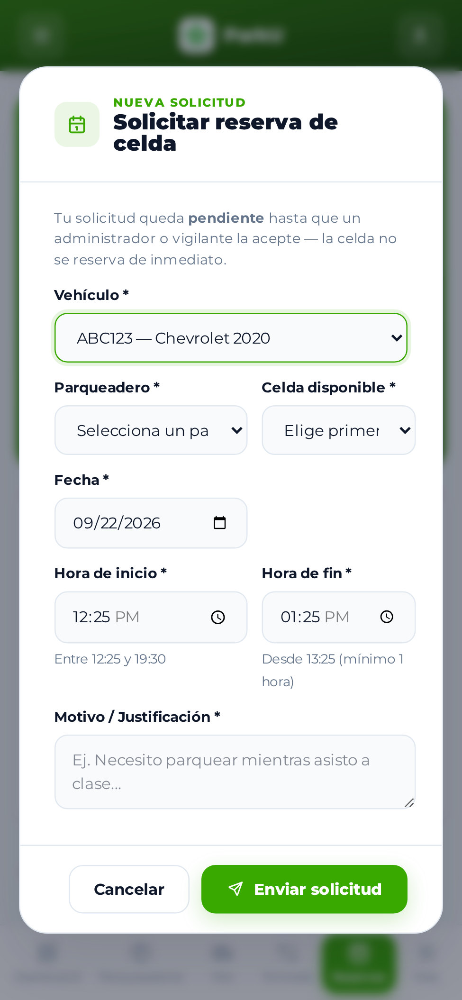 NUEVA SOLICITUD
Solicitar reserva de
celda
Tu solicitud queda pendiente hasta que un
administrador o vigilante la acepte — la celda no
se reserva de inmediato.
Vehículo *
ABC123 — Chevrolet 2020
Parqueadero *
Celda disponible *
Selecciona un pa
Elige primer
Fecha *
09/22/2026
Hora de inicio *
Hora de fin *
12:25 PM
01:25 PM
Entre 12:25 y 19:30
Desde 13:25 (mínimo 1
hora)
Motivo / Justificación *
Ej. Necesito parquear mientras asisto a
clase...
Cancelar
Enviar solicitud